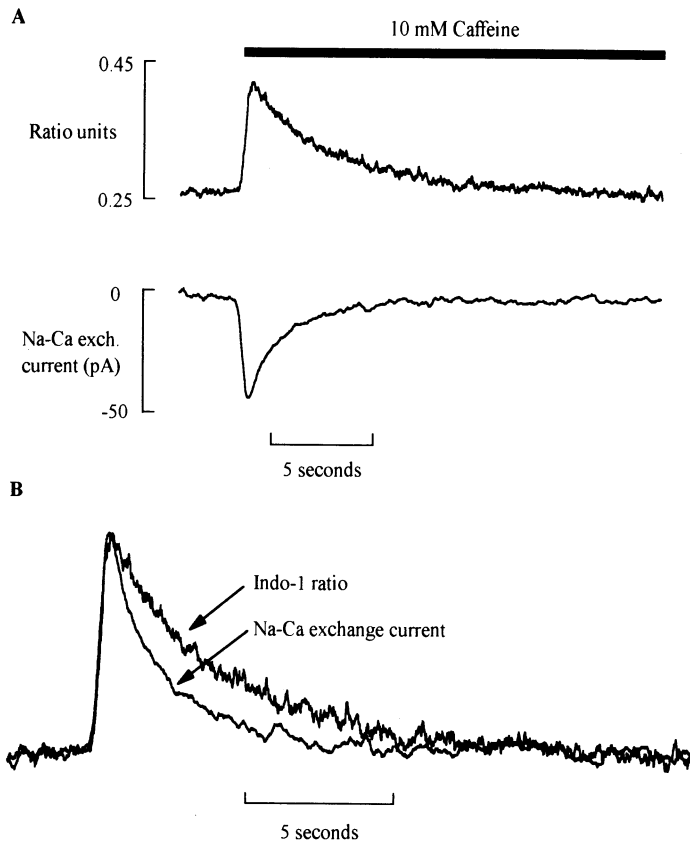 A
10 mM Caffeine
0.45
Ratio units
0.25
0
Na-Ca exch.
current (pA)
-50
5 seconds
B
Indo-1 ratio
Na-Ca exchange current
5 seconds